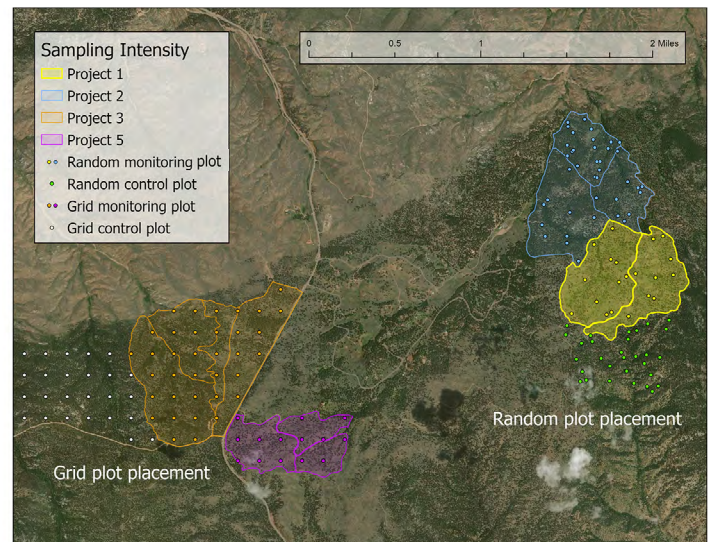 Sampling Intensity
Project 1
Project 2
Project 3
Project 5
Random monitoring plot
Random control plot
Grid monitoring plot
Grid control plot
0 0.5 1 2 Miles
Random plot placement
Grid plot placement